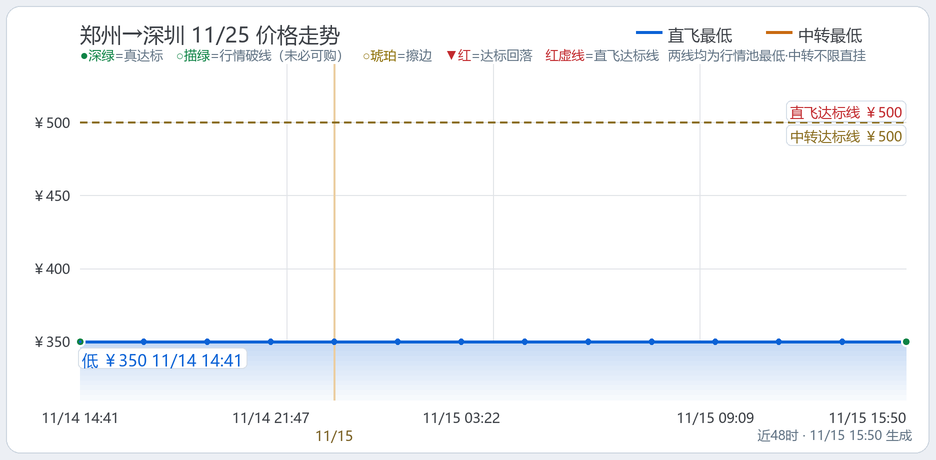 郑州→深圳 11/25 价格走势
直飞最低 中转最低
●深绿=真达标 ○描绿=行情破线（未必可购） ○琥珀=擦边 ▼红=达标回落 红虚线=直飞达标线 两线均为行情池最低·中转不限直挂
直飞达标线 ￥500
￥500
中转达标线 ￥500
￥450
￥400
￥350
低 ￥350 11/14 14:41
11/14 14:41 11/14 21:47 11/15 03:22 11/15 09:09 11/15 15:50
11/15
近48时 · 11/15 15:50 生成